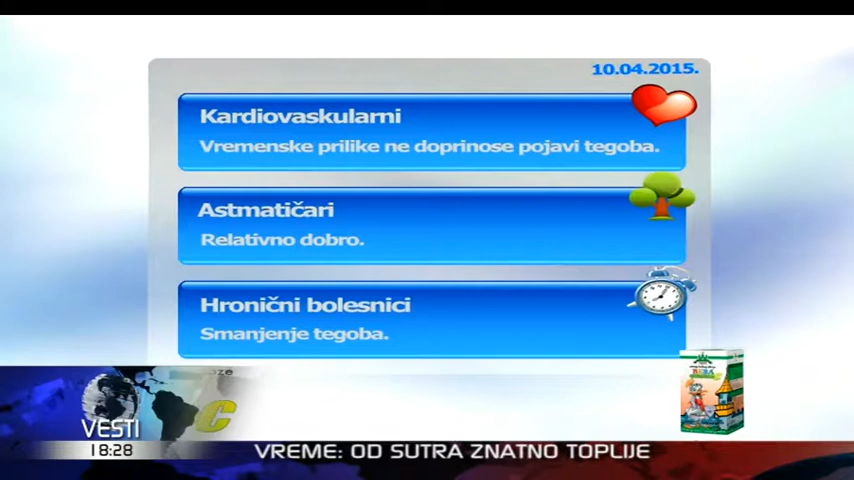 10.04.2015.
Kardiovaskularni
Vremenske prilike ne doprinose pojavi tegoba.
Astmatičari
Relativno dobro.
Hronični bolesnici
Smanjenje tegoba.
C
VESTI
18:28
VREME: OD SUTRA ZNATNO TOPLIJE